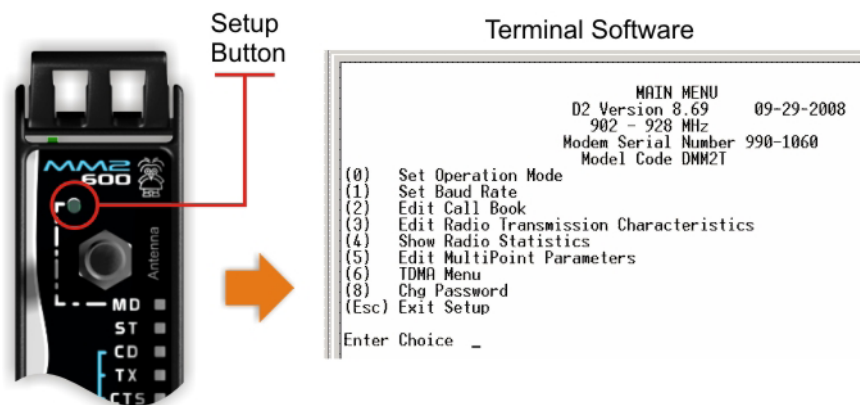 Setup
Button
Terminal Software
MM2
600
Antenna
MD
ST
CD
TX
CTS
MAIN MENU
D2 Version 8.69 09-29-2008
902 - 928 MHz
Modem Serial Number 990-1060
Model Code DMM2T
(0) Set Operation Mode
(1) Set Baud Rate
(2) Edit Call Book
(3) Edit Radio Transmission Characteristics
(4) Show Radio Statistics
(5) Edit MultiPoint Parameters
(6) TDMA Menu
(8) Chg Password
(Esc) Exit Setup
Enter Choice _